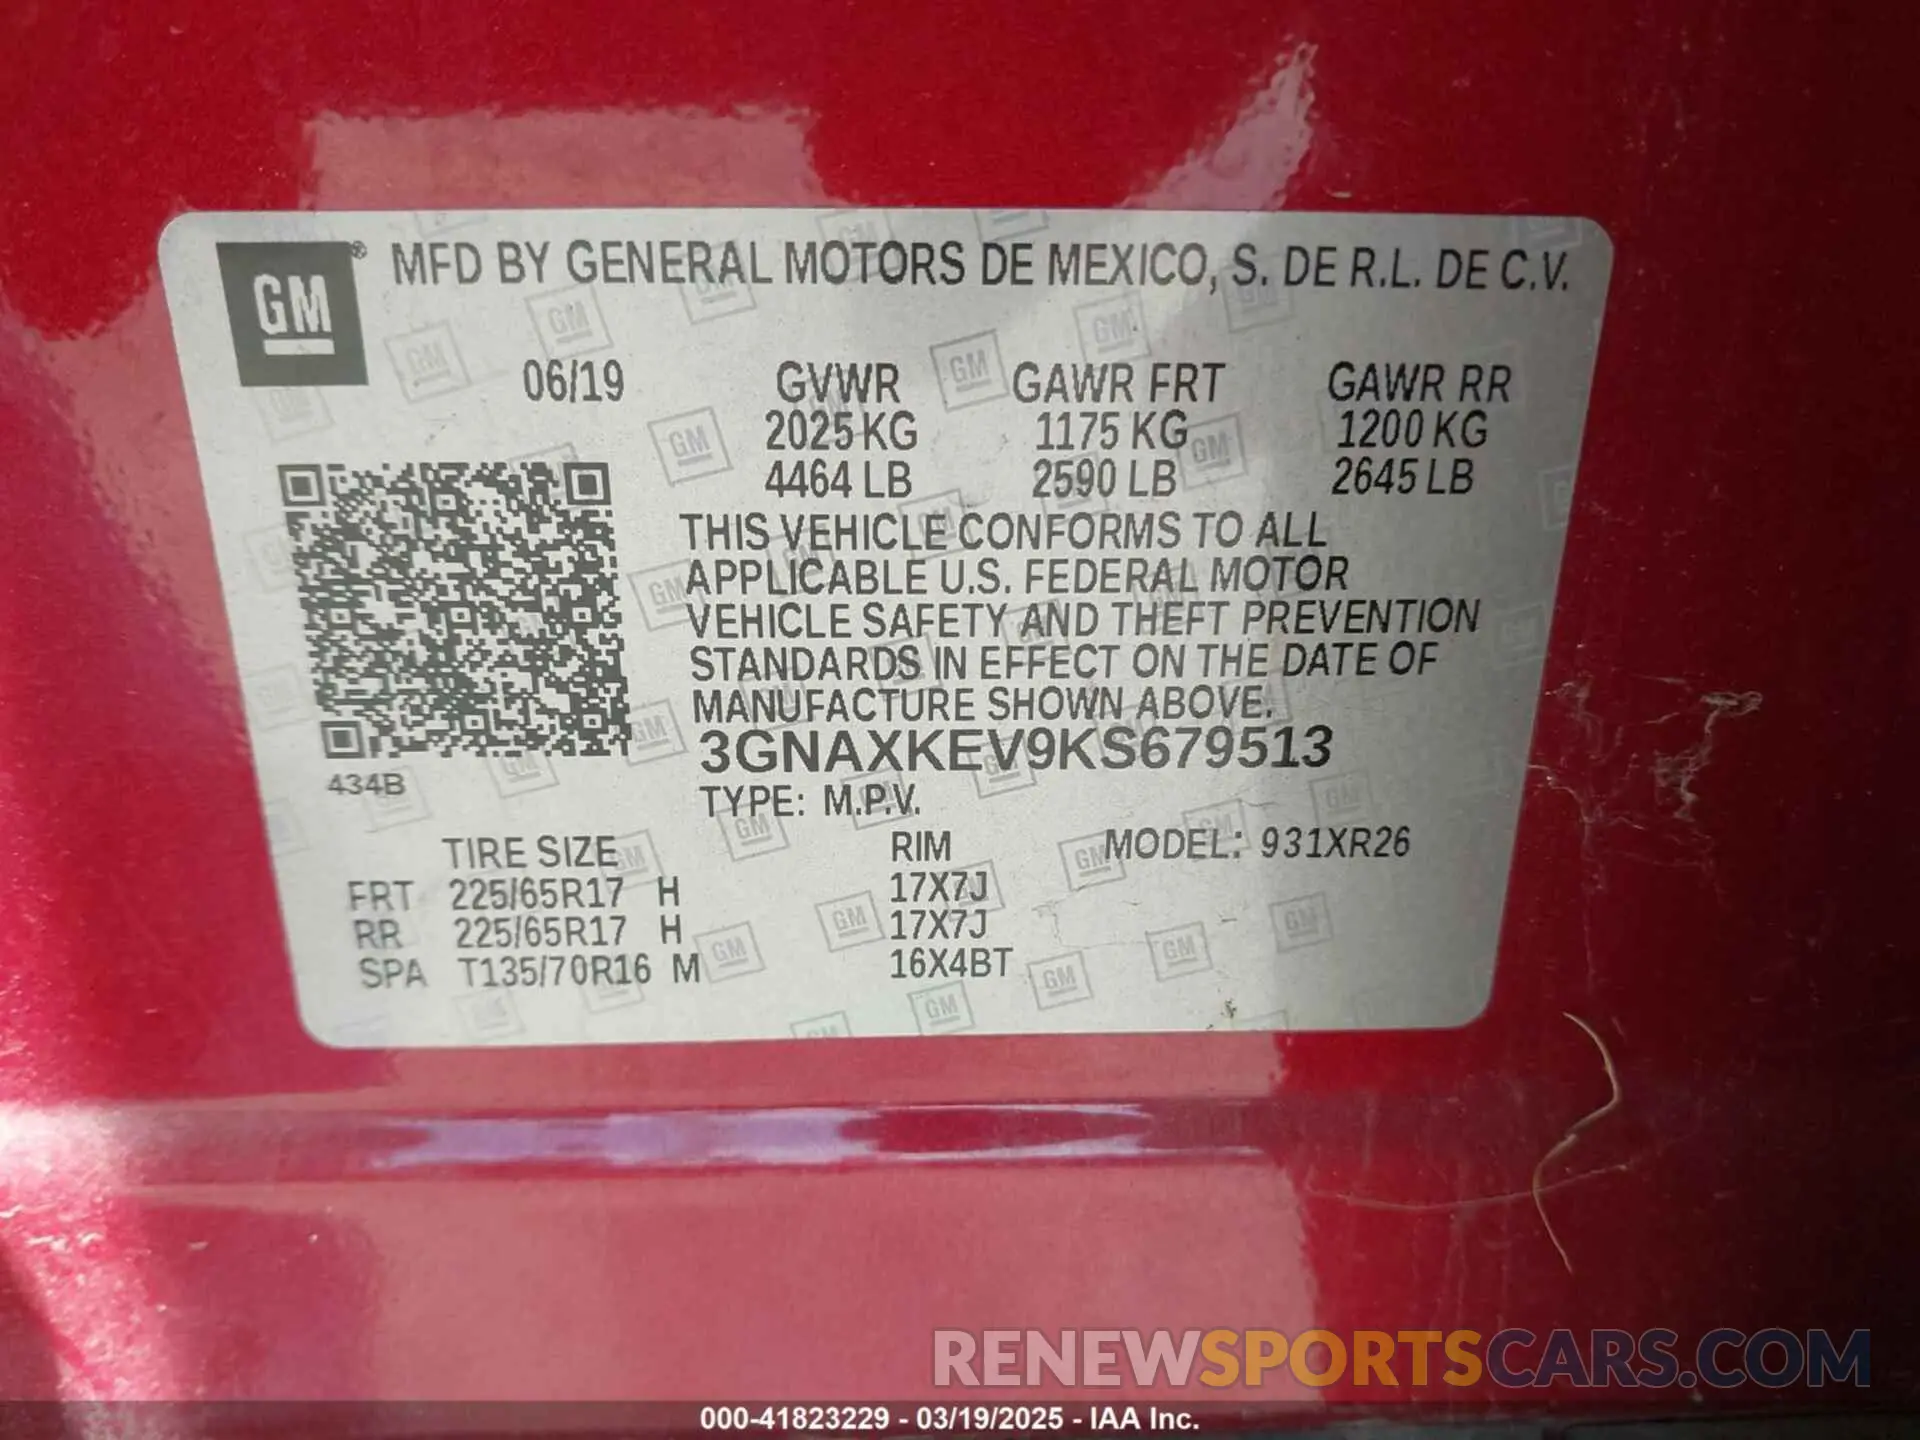 GM® MFD BY GENERAL MOTORS DE MEXICO, S. DE R.L. DE C.V.
06/19 GVWR GAWR FRT GAWR RR
2025 KG 1175 KG 1200 KG
4464 LB 2590 LB 2645 LB
THIS VEHICLE CONFORMS TO ALL
APPLICABLE U.S. FEDERAL MOTOR
VEHICLE SAFETY AND THEFT PREVENTION
STANDARDS IN EFFECT ON THE DATE OF
MANUFACTURE SHOWN ABOVE.
3GNAXKEV9KS679513
434B
TYPE: M.P.V.
TIRE SIZE RIM MODEL: 931XR26
FRT 225/65R17 H 17X7J
RR 225/65R17 H 17X7J
SPA T135/70R16 M 16X4BT
RENEWSPORTSCARS.COM
000-41823229 - 03/19/2025 - IAA Inc.